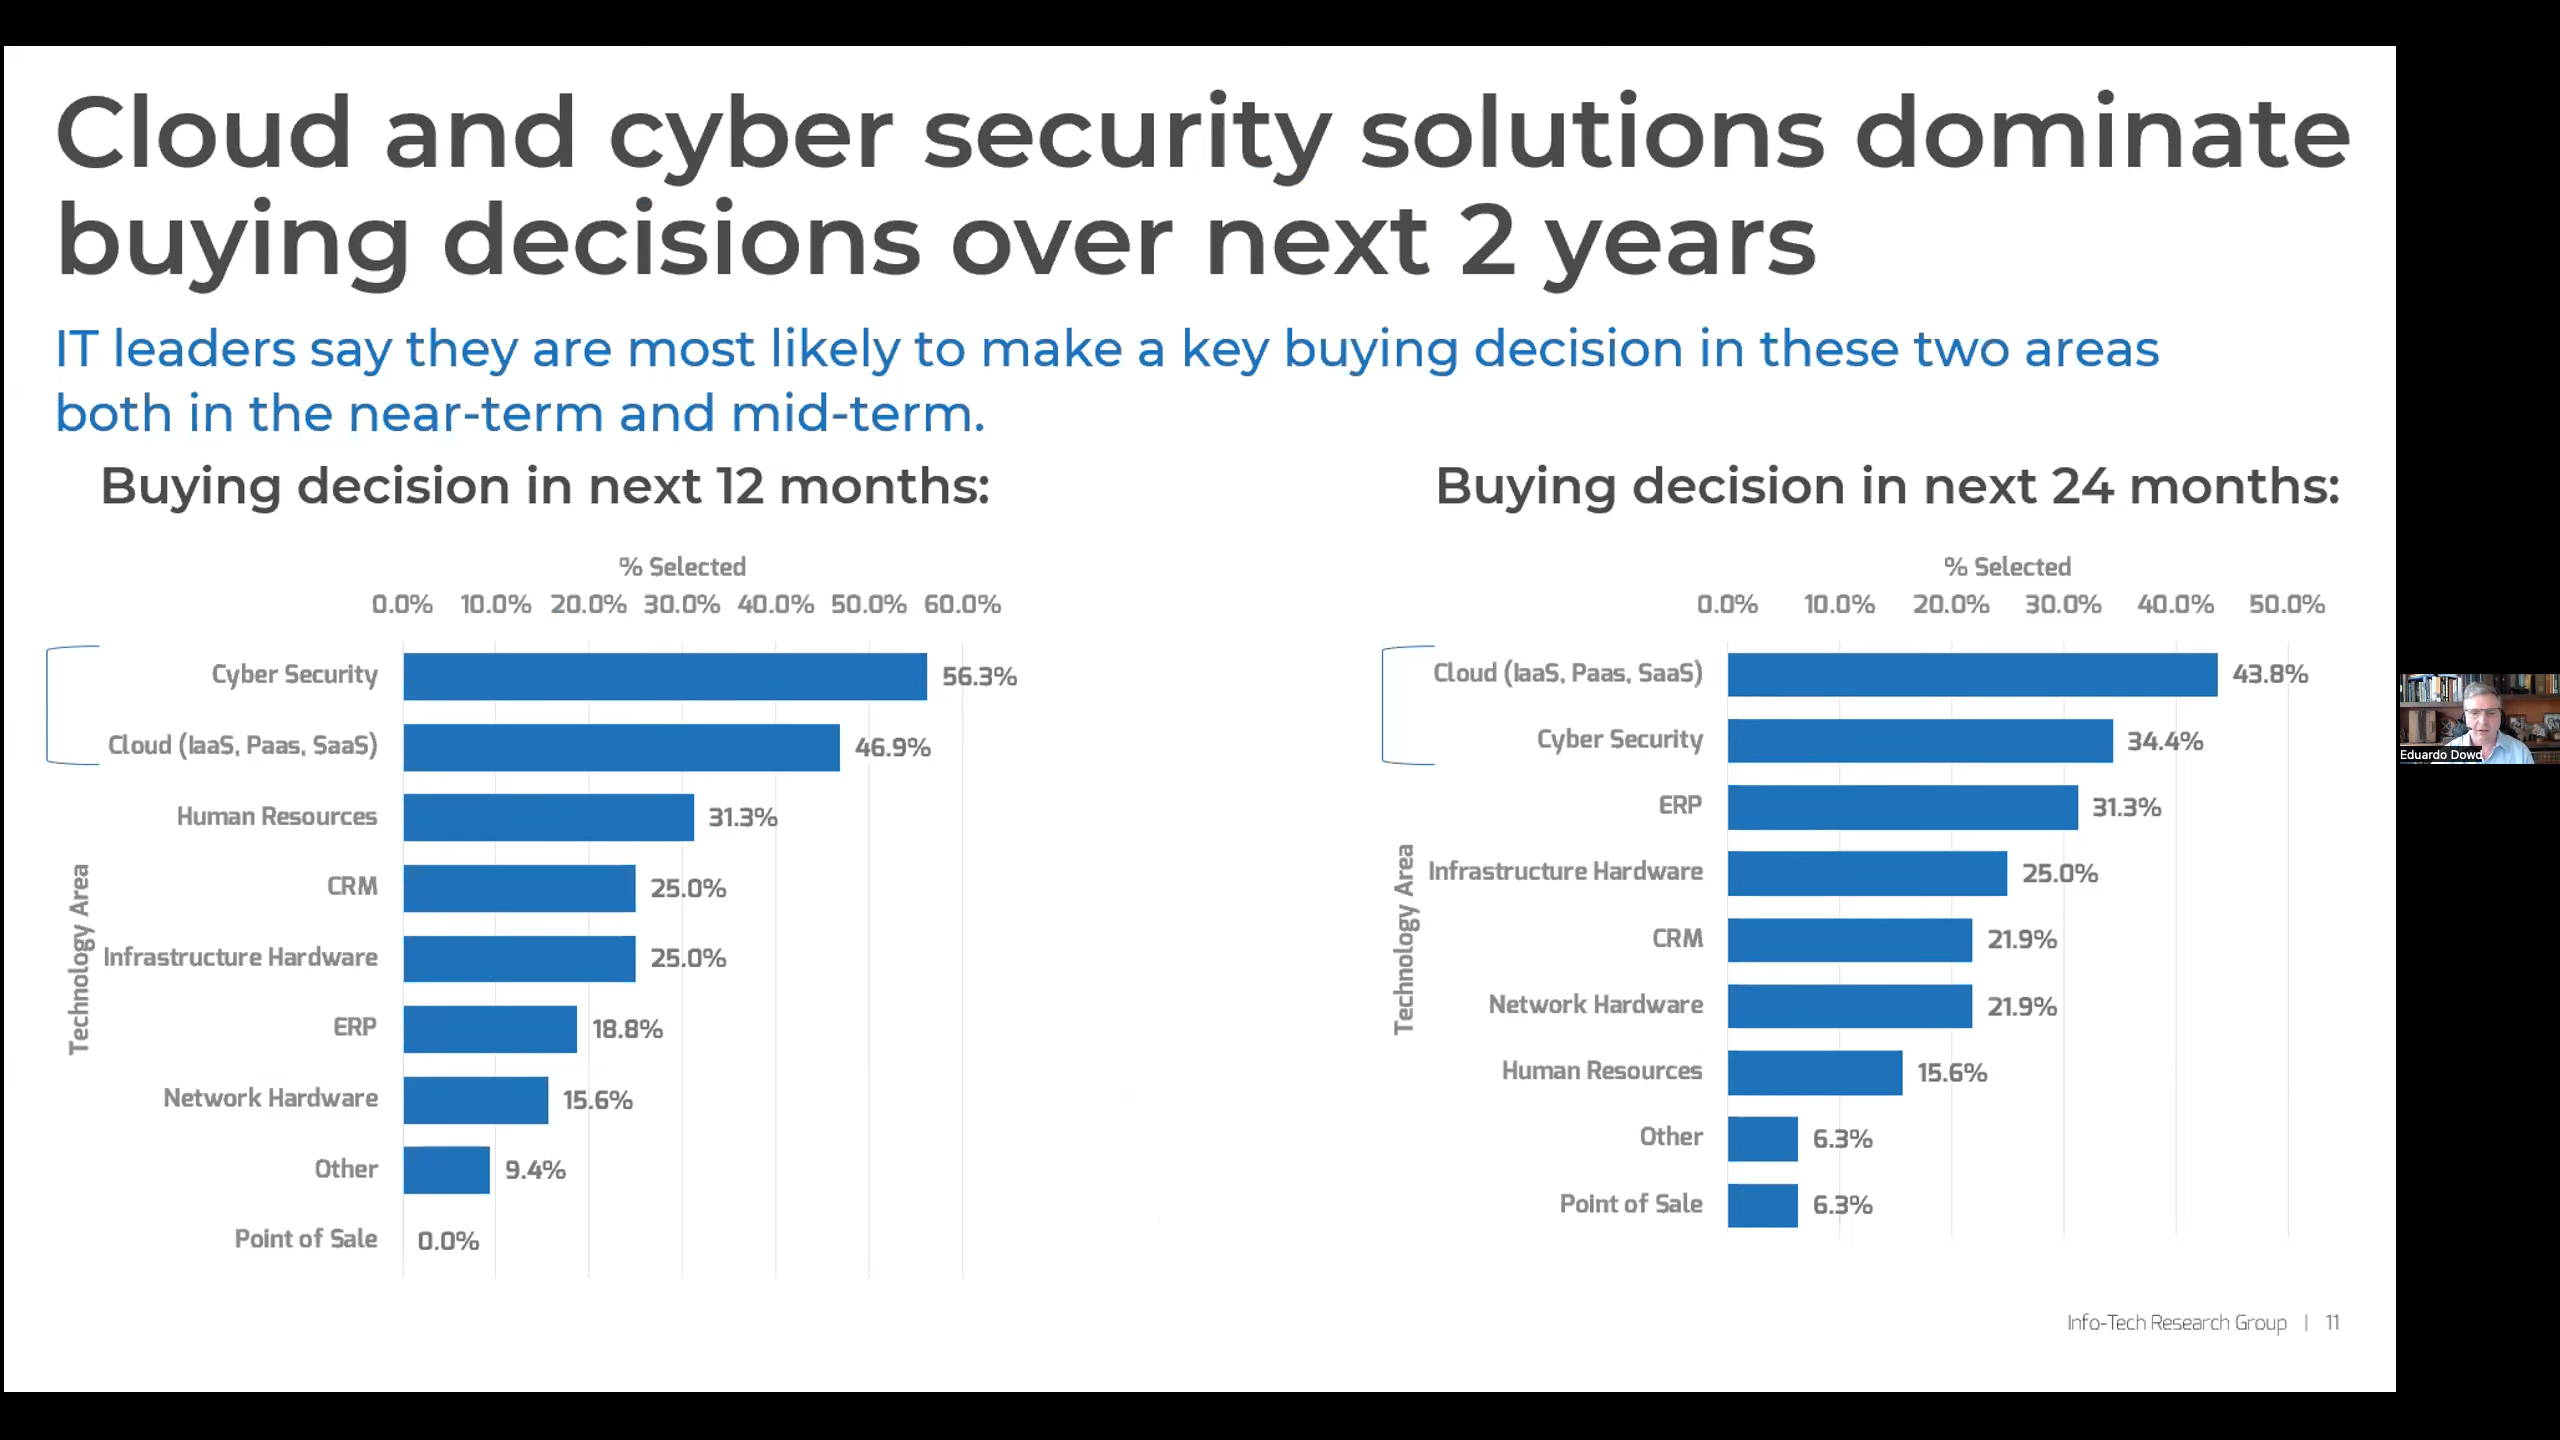 Cloud and cyber security solutions dominate
buying decisions over next 2 years
IT leaders say they are most likely to make a key buying decision in these two areas
both in the near-term and mid-term.
Buying decision in next 12 months:
% Selected
0.0% 10.0% 20.0% 30.0% 40.0% 50.0% 60.0%
Technology Area
Cyber Security 56.3%
Cloud (IaaS, Paas, SaaS) 46.9%
Human Resources 31.3%
CRM 25.0%
Infrastructure Hardware 25.0%
ERP 18.8%
Network Hardware 15.6%
Other 9.4%
Point of Sale 0.0%
Buying decision in next 24 months:
% Selected
0.0% 10.0% 20.0% 30.0% 40.0% 50.0%
Technology Area
Cloud (IaaS, Paas, SaaS) 43.8%
Cyber Security 34.4%
ERP 31.3%
Infrastructure Hardware 25.0%
CRM 21.9%
Network Hardware 21.9%
Human Resources 15.6%
Other 6.3%
Point of Sale 6.3%
Info-Tech Research Group | 11
Eduardo Dowd